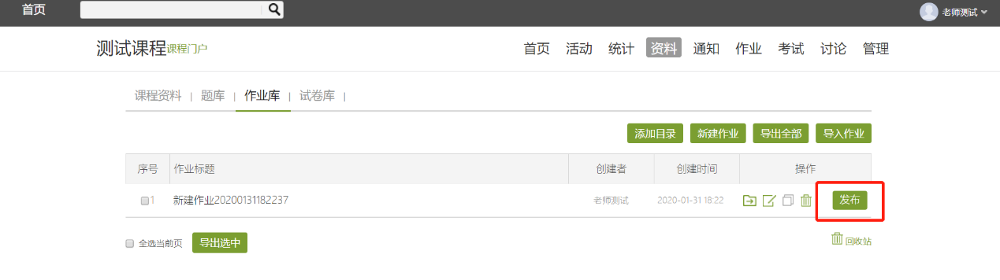 首页
老师测试
测试课程 课程门户
首页 活动 统计 资料 通知 作业 考试 讨论 管理
课程资料 | 题库 | 作业库 | 试卷库 |
添加目录 新建作业 导出全部 导入作业
序号 作业标题 创建者 创建时间 操作
1 新建作业20200131182237 老师测试 2020-01-31 18:22 发布
全选当前页 导出选中 回收站